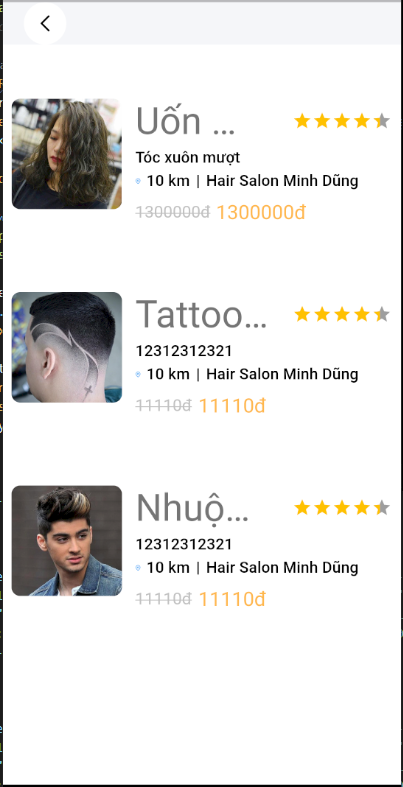 Uốn ...
Tóc xuôn mượt
10 km | Hair Salon Minh Dũng
1300000đ 1300000đ
Tattoo...
12312312321
10 km | Hair Salon Minh Dũng
11110đ 11110đ
Nhuộ...
12312312321
10 km | Hair Salon Minh Dũng
11110đ 11110đ